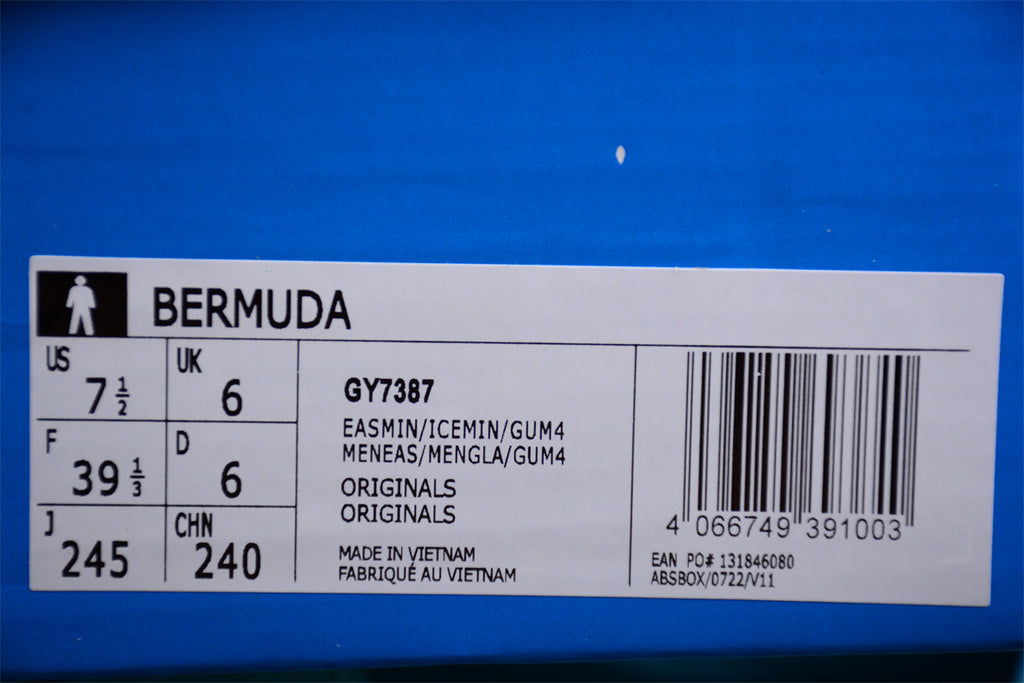 BERMUDA
US 7 1/2
UK 6
F 39 1/3
D 6
J 245
CHN 240
GY7387
EASMIN/ICEMIN/GUM4
MENEAS/MENGLA/GUM4
ORIGINALS
ORIGINALS
MADE IN VIETNAM
FABRIQUÉ AU VIETNAM
4 066749 391003
EAN PO# 131846080
ABSBOX/0722/V11